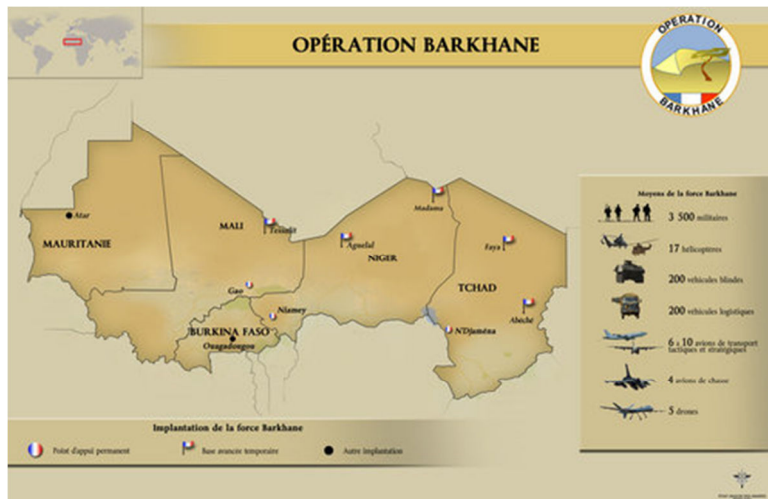 OPÉRATION BARKHANE
OPERATION
BARKHANE
Atar
MAURITANIE
MALI
Tessalit
Gao
BURKINA FASO
Ouagadougou
Niamey
Aguelal
NIGER
Madama
Faya
TCHAD
Abéché
N'Djaména
Moyens de la force Barkhane
3 500 militaires
17 hélicoptères
200 véhicules blindés
200 véhicules logistiques
6 à 10 avions de transport
tactiques et stratégiques
4 avions de chasse
5 drones
Implantation de la force Barkhane
Point d'appui permanent
Base avancée temporaire
Autre implantation